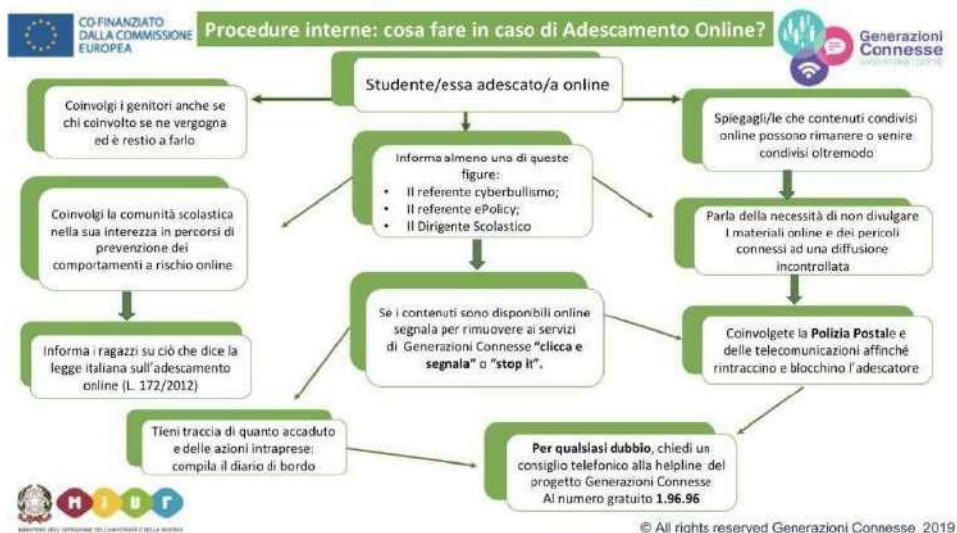 CO-FINANZIATO
DALLA COMMISSIONE
EUROPEA
Procedure interne: cosa fare in caso di Adescamento Online?
Generazioni
Connesse
Studente/essa adescato/a online
Coinvolgi i genitori anche se
chi coinvolto se ne vergogna
ed è restio a farlo
Spiegagli/le che contenuti condivisi
online possono rimanere o venire
condivisi oltremodo
Informa almeno una di queste
figure:
• Il referente cyberbullismo;
• Il referente ePolicy;
• Il Dirigente Scolastico
Coinvolgi la comunità scolastica
nella sua interezza in percorsi di
prevenzione dei
comportamenti a rischio online
Parla della necessità di non divulgare
I materiali online e dei pericoli
connessi ad una diffusione
incontrollata
Se i contenuti sono disponibili online
segnala per rimuovere ai servizi
di Generazioni Connesse "clicca e
segnala" o "stop it".
Informa i ragazzi su ciò che dice la
legge italiana sull'adescamento
online (L. 172/2012)
Coinvolgete la Polizia Postale e
delle telecomunicazioni affinché
rintraccino e blocchino l'adescatore
Tieni traccia di quanto accaduto
e delle azioni intraprese:
compila il diario di bordo
Per qualsiasi dubbio, chiedi un
consiglio telefonico alla helpline del
progetto Generazioni Connesse
Al numero gratuito 1.96.96
MIUR
© All rights reserved Generazioni Connesse 2019